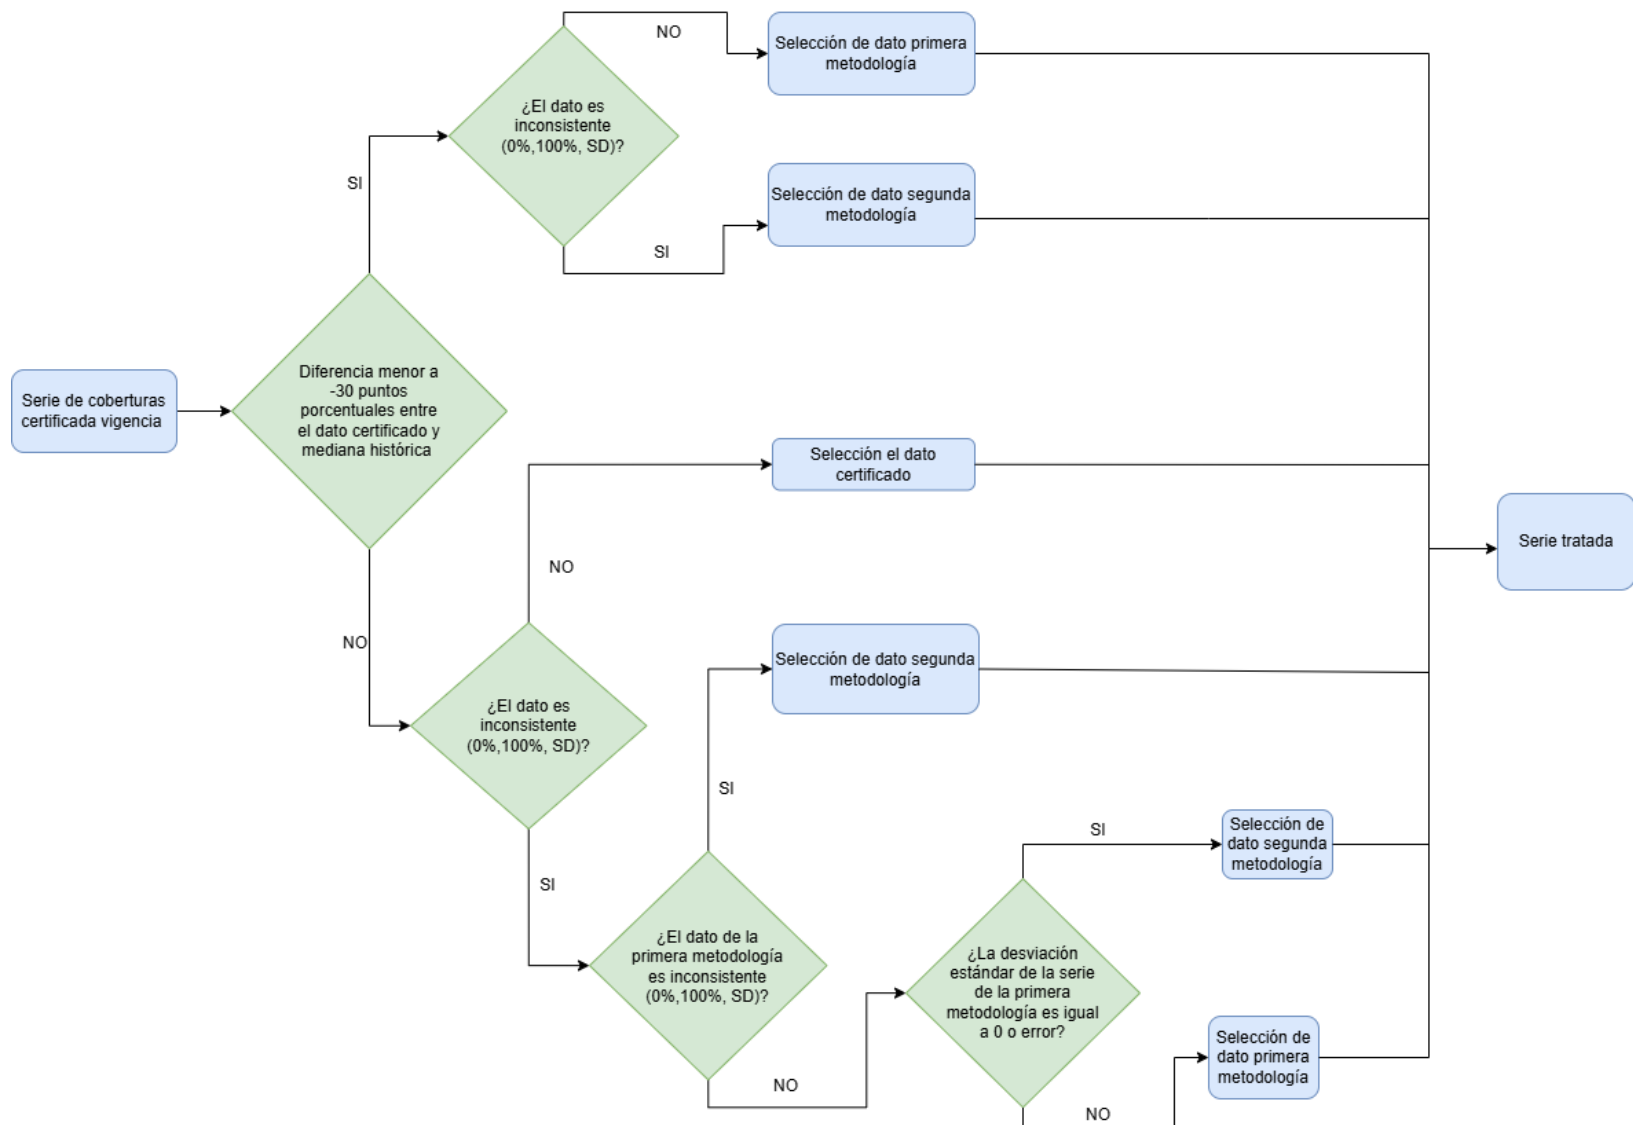 NO
Selección de dato primera
metodología
¿El dato es
inconsistente
(0%,100%, SD)?
SI
Selección de dato segunda
metodología
SI
Diferencia menor a
-30 puntos
porcentuales entre
el dato certificado y
mediana histórica
Serie de coberturas
certificada vigencia
Selección el dato
certificado
Serie tratada
NO
NO
Selección de dato segunda
metodología
¿El dato es
inconsistente
(0%,100%, SD)?
SI
SI
Selección de
dato segunda
metodología
SI
¿El dato de la
primera metodología
es inconsistente
(0%,100%, SD)?
¿La desviación
estándar de la serie
de la primera
metodología es igual
a 0 o error?
Selección de
dato primera
metodología
NO
NO